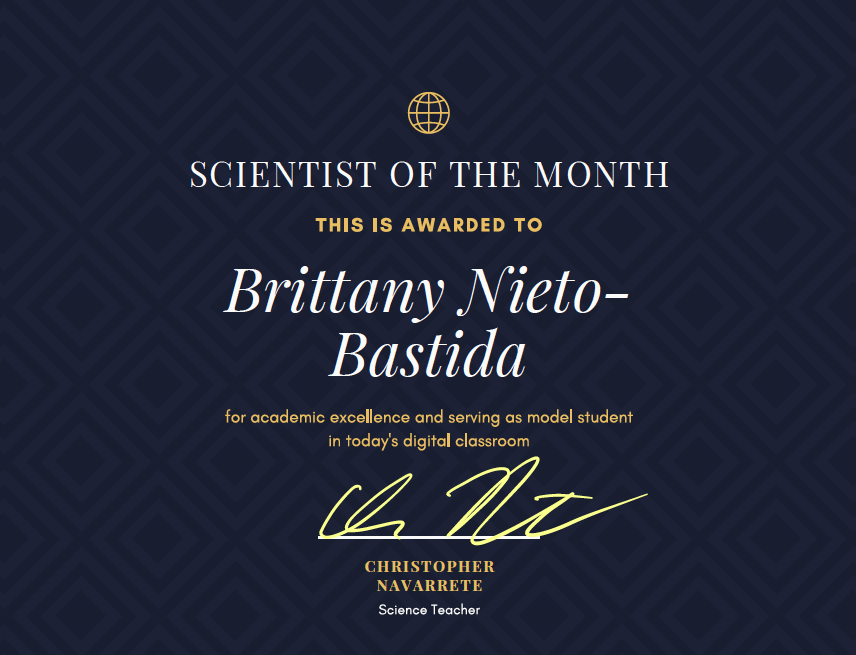 SCIENTIST OF THE MONTH
THIS IS AWARDED TO
Brittany Nieto-
Bastida
for academic excellence and serving as model student
in today's digital classroom
CHRISTOPHER
NAVARRETE
Science Teacher